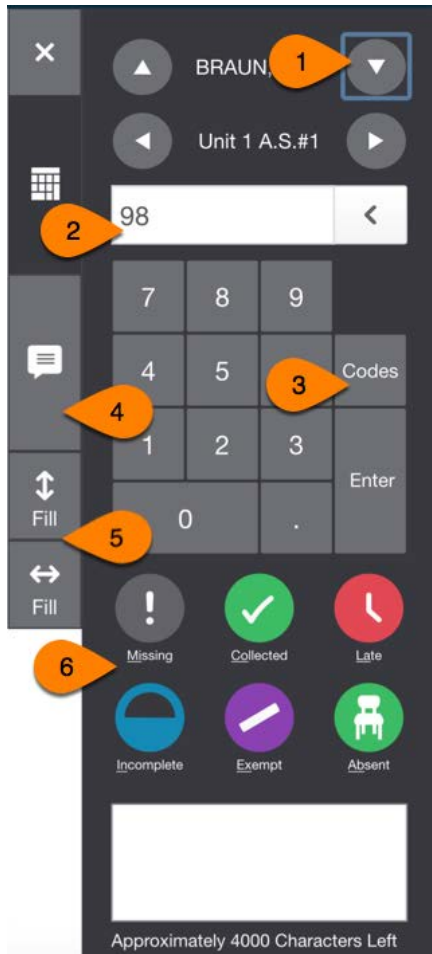 BRAUN,
1
Unit 1 A.S.#1
98
2
7 8 9
4 5 Codes
3
4
1 2 3
Enter
Fill
5
0 .
Fill
6
Missing Collected Late
Incomplete Exempt Absent
Approximately 4000 Characters Left